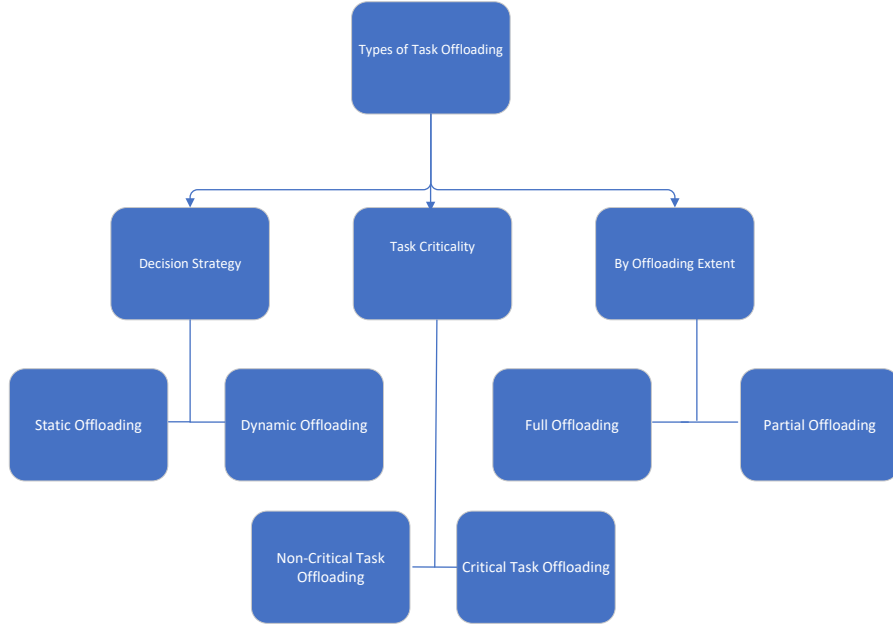 Types of Task Offloading
Decision Strategy
Task Criticality
By Offloading Extent
Static Offloading
Dynamic Offloading
Full Offloading
Partial Offloading
Non-Critical Task
Offloading
Critical Task Offloading